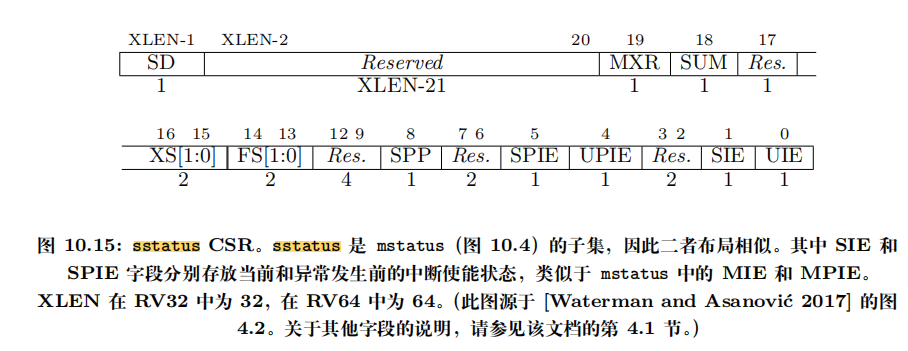 XLEN-1 XLEN-2 20 19 18 17
SD Reserved MXR SUM Res.
1 XLEN-21 1 1 1
16 15 14 13 12 9 8 7 6 5 4 3 2 1 0
XS[1:0] FS[1:0] Res. SPP Res. SPIE UPIE Res. SIE UIE
2 2 4 1 2 1 1 2 1 1
图 10.15: sstatus CSR。sstatus 是 mstatus（图 10.4）的子集，因此二者布局相似。其中 SIE 和
SPIE 字段分别存放当前和异常发生前的中断使能状态，类似于 mstatus 中的 MIE 和 MPIE。
XLEN 在 RV32 中为 32，在 RV64 中为 64。(此图源于 [Waterman and Asanović 2017] 的图
4.2。关于其他字段的说明，请参见该文档的第 4.1 节。)